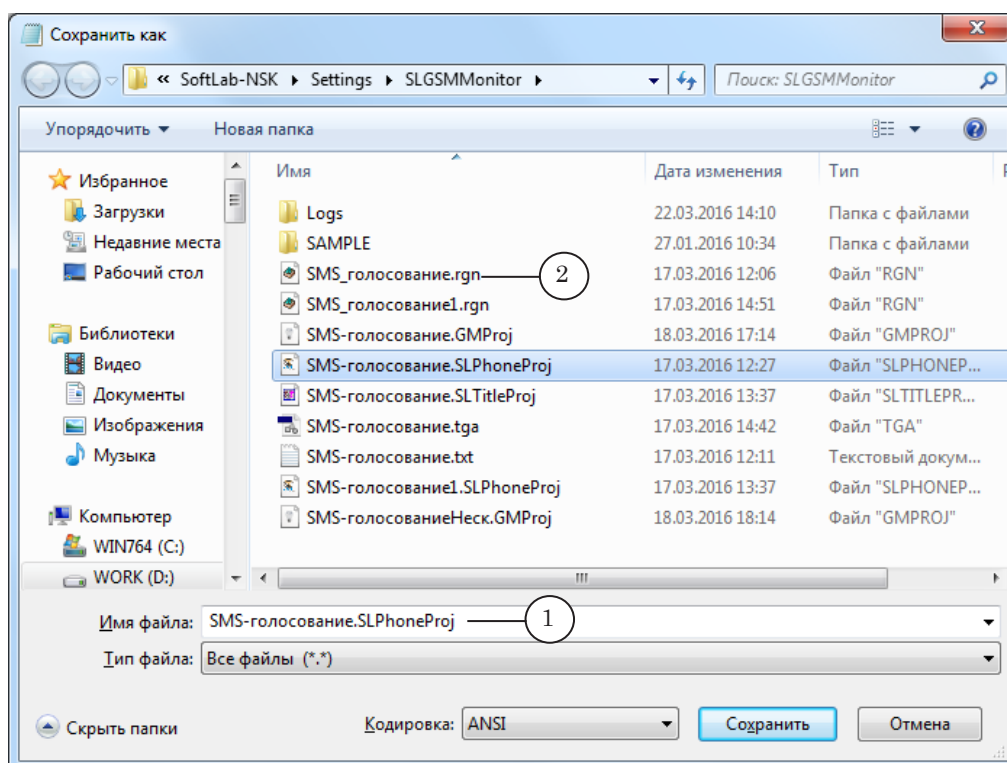 Сохранить как
« SoftLab-NSK ▸ Settings ▸ SLGSMMonitor ▸
Поиск: SLGSMMonitor
Упорядочить ▾ Новая папка
Имя Дата изменения Тип
Избранное
Загрузки
Недавние места
Рабочий стол
Библиотеки
Видео
Документы
Изображения
Музыка
Компьютер
WIN764 (C:)
WORK (D:)
Logs 22.03.2016 14:10 Папка с файлами
SAMPLE 27.01.2016 10:34 Папка с файлами
SMS_голосование.rgn 2 17.03.2016 12:06 Файл "RGN"
SMS_голосование1.rgn 17.03.2016 14:51 Файл "RGN"
SMS-голосование.GMProj 18.03.2016 17:14 Файл "GMPROJ"
SMS-голосование.SLPhoneProj 17.03.2016 12:27 Файл "SLPHONEP...
SMS-голосование.SLTitleProj 17.03.2016 13:37 Файл "SLTITLEPR...
SMS-голосование.tga 17.03.2016 14:42 Файл "TGA"
SMS-голосование.txt 17.03.2016 12:11 Текстовый докум...
SMS-голосование1.SLPhoneProj 17.03.2016 13:37 Файл "SLPHONEP...
SMS-голосованиеНеск.GMProj 18.03.2016 18:14 Файл "GMPROJ"
Имя файла: SMS-голосование.SLPhoneProj 1
Тип файла: Все файлы (*.*)
Скрыть папки Кодировка: ANSI Сохранить Отмена